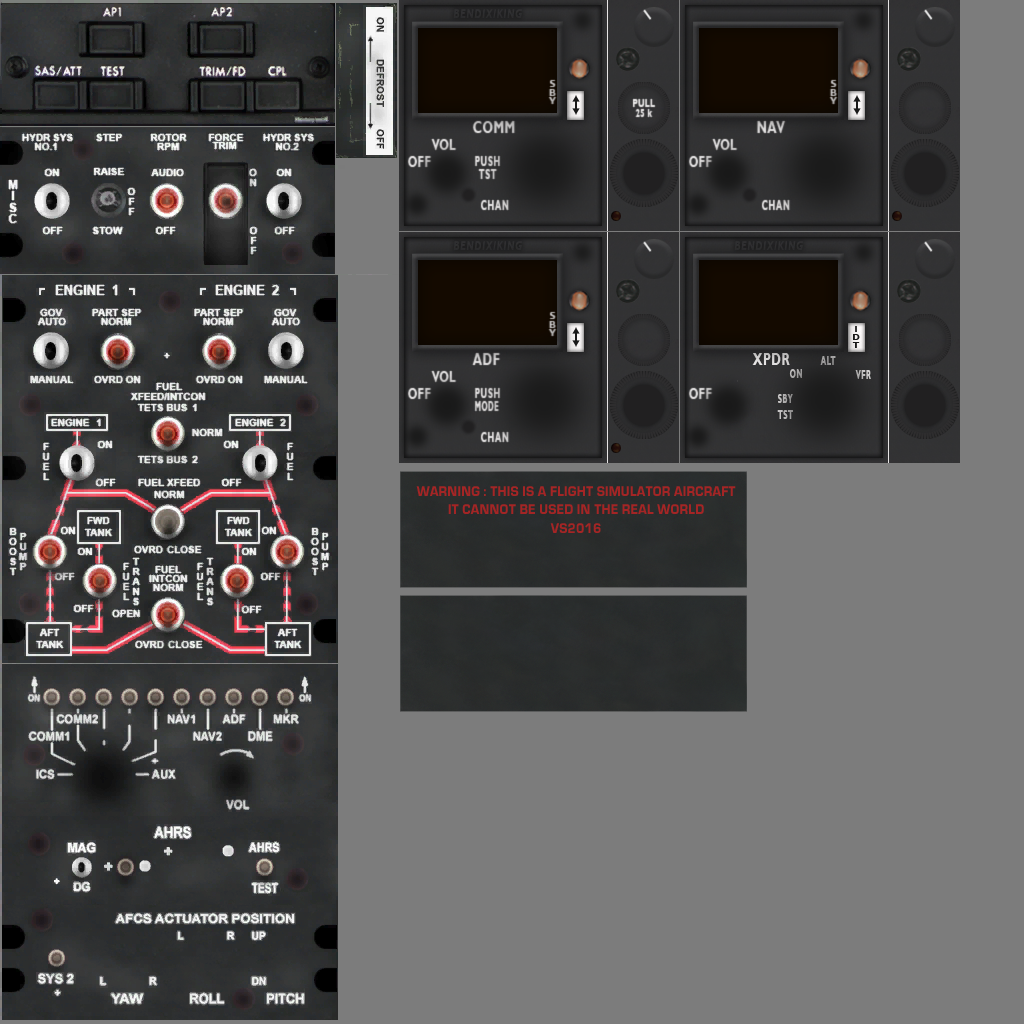 AP1 AP2
SAS/ATT TEST TRIM/FD CPL
Honeywell
ON DEFROST OFF
HYDR SYS NO.1
STEP
ROTOR RPM
FORCE TRIM
HYDR SYS NO.2
MISC
ON RAISE AUDIO ON ON
OFF
OFF STOW OFF OFF OFF
ENGINE 1 ENGINE 2
GOV AUTO
PART SEP NORM
PART SEP NORM
GOV AUTO
MANUAL OVRD ON OVRD ON MANUAL
FUEL
XFEED/INTCON
TETS BUS 1
NORM
TETS BUS 2
ENGINE 1 ENGINE 2
ON ON
FUEL FUEL
OFF OFF
FUEL XFEED
NORM
OVRD CLOSE
FWD TANK
FWD TANK
BOOST PUMP
BOOST PUMP
ON ON ON ON
OFF OFF
FUEL TRANS
FUEL TRANS
FUEL
INTCON
NORM
OFF OPEN OFF
OVRD CLOSE
AFT TANK
AFT TANK
ON ON
COMM2 NAV1 ADF MKR
COMM1 NAV2 DME
ICS AUX
VOL
AHRS
MAG AHRS
DG TEST
AFCS ACTUATOR POSITION
L R UP
SYS 2 L R DN
YAW ROLL PITCH
BENDIX/KING
SBY
COMM
VOL
OFF PUSH TST
CHAN
PULL
25 k
SBY
NAV
VOL
OFF
CHAN
BENDIX/KING
SBY
ADF
VOL
OFF PUSH MODE
CHAN
BENDIX/KING
IDT
XPDR ALT
ON VFR
OFF SBY
TST
WARNING : THIS IS A FLIGHT SIMULATOR AIRCRAFT
IT CANNOT BE USED IN THE REAL WORLD
VS2016